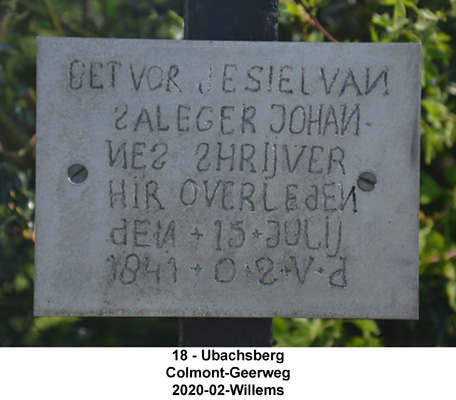 BET VOR JE SIEL VAN
SALEGER JOHAN-
NES SHRIJVER
HIR OVERLEdEN
dEN + 15 + JULIJ
1841 + O + S + V + d
18 - Ubachsberg
Colmont-Geerweg
2020-02-Willems